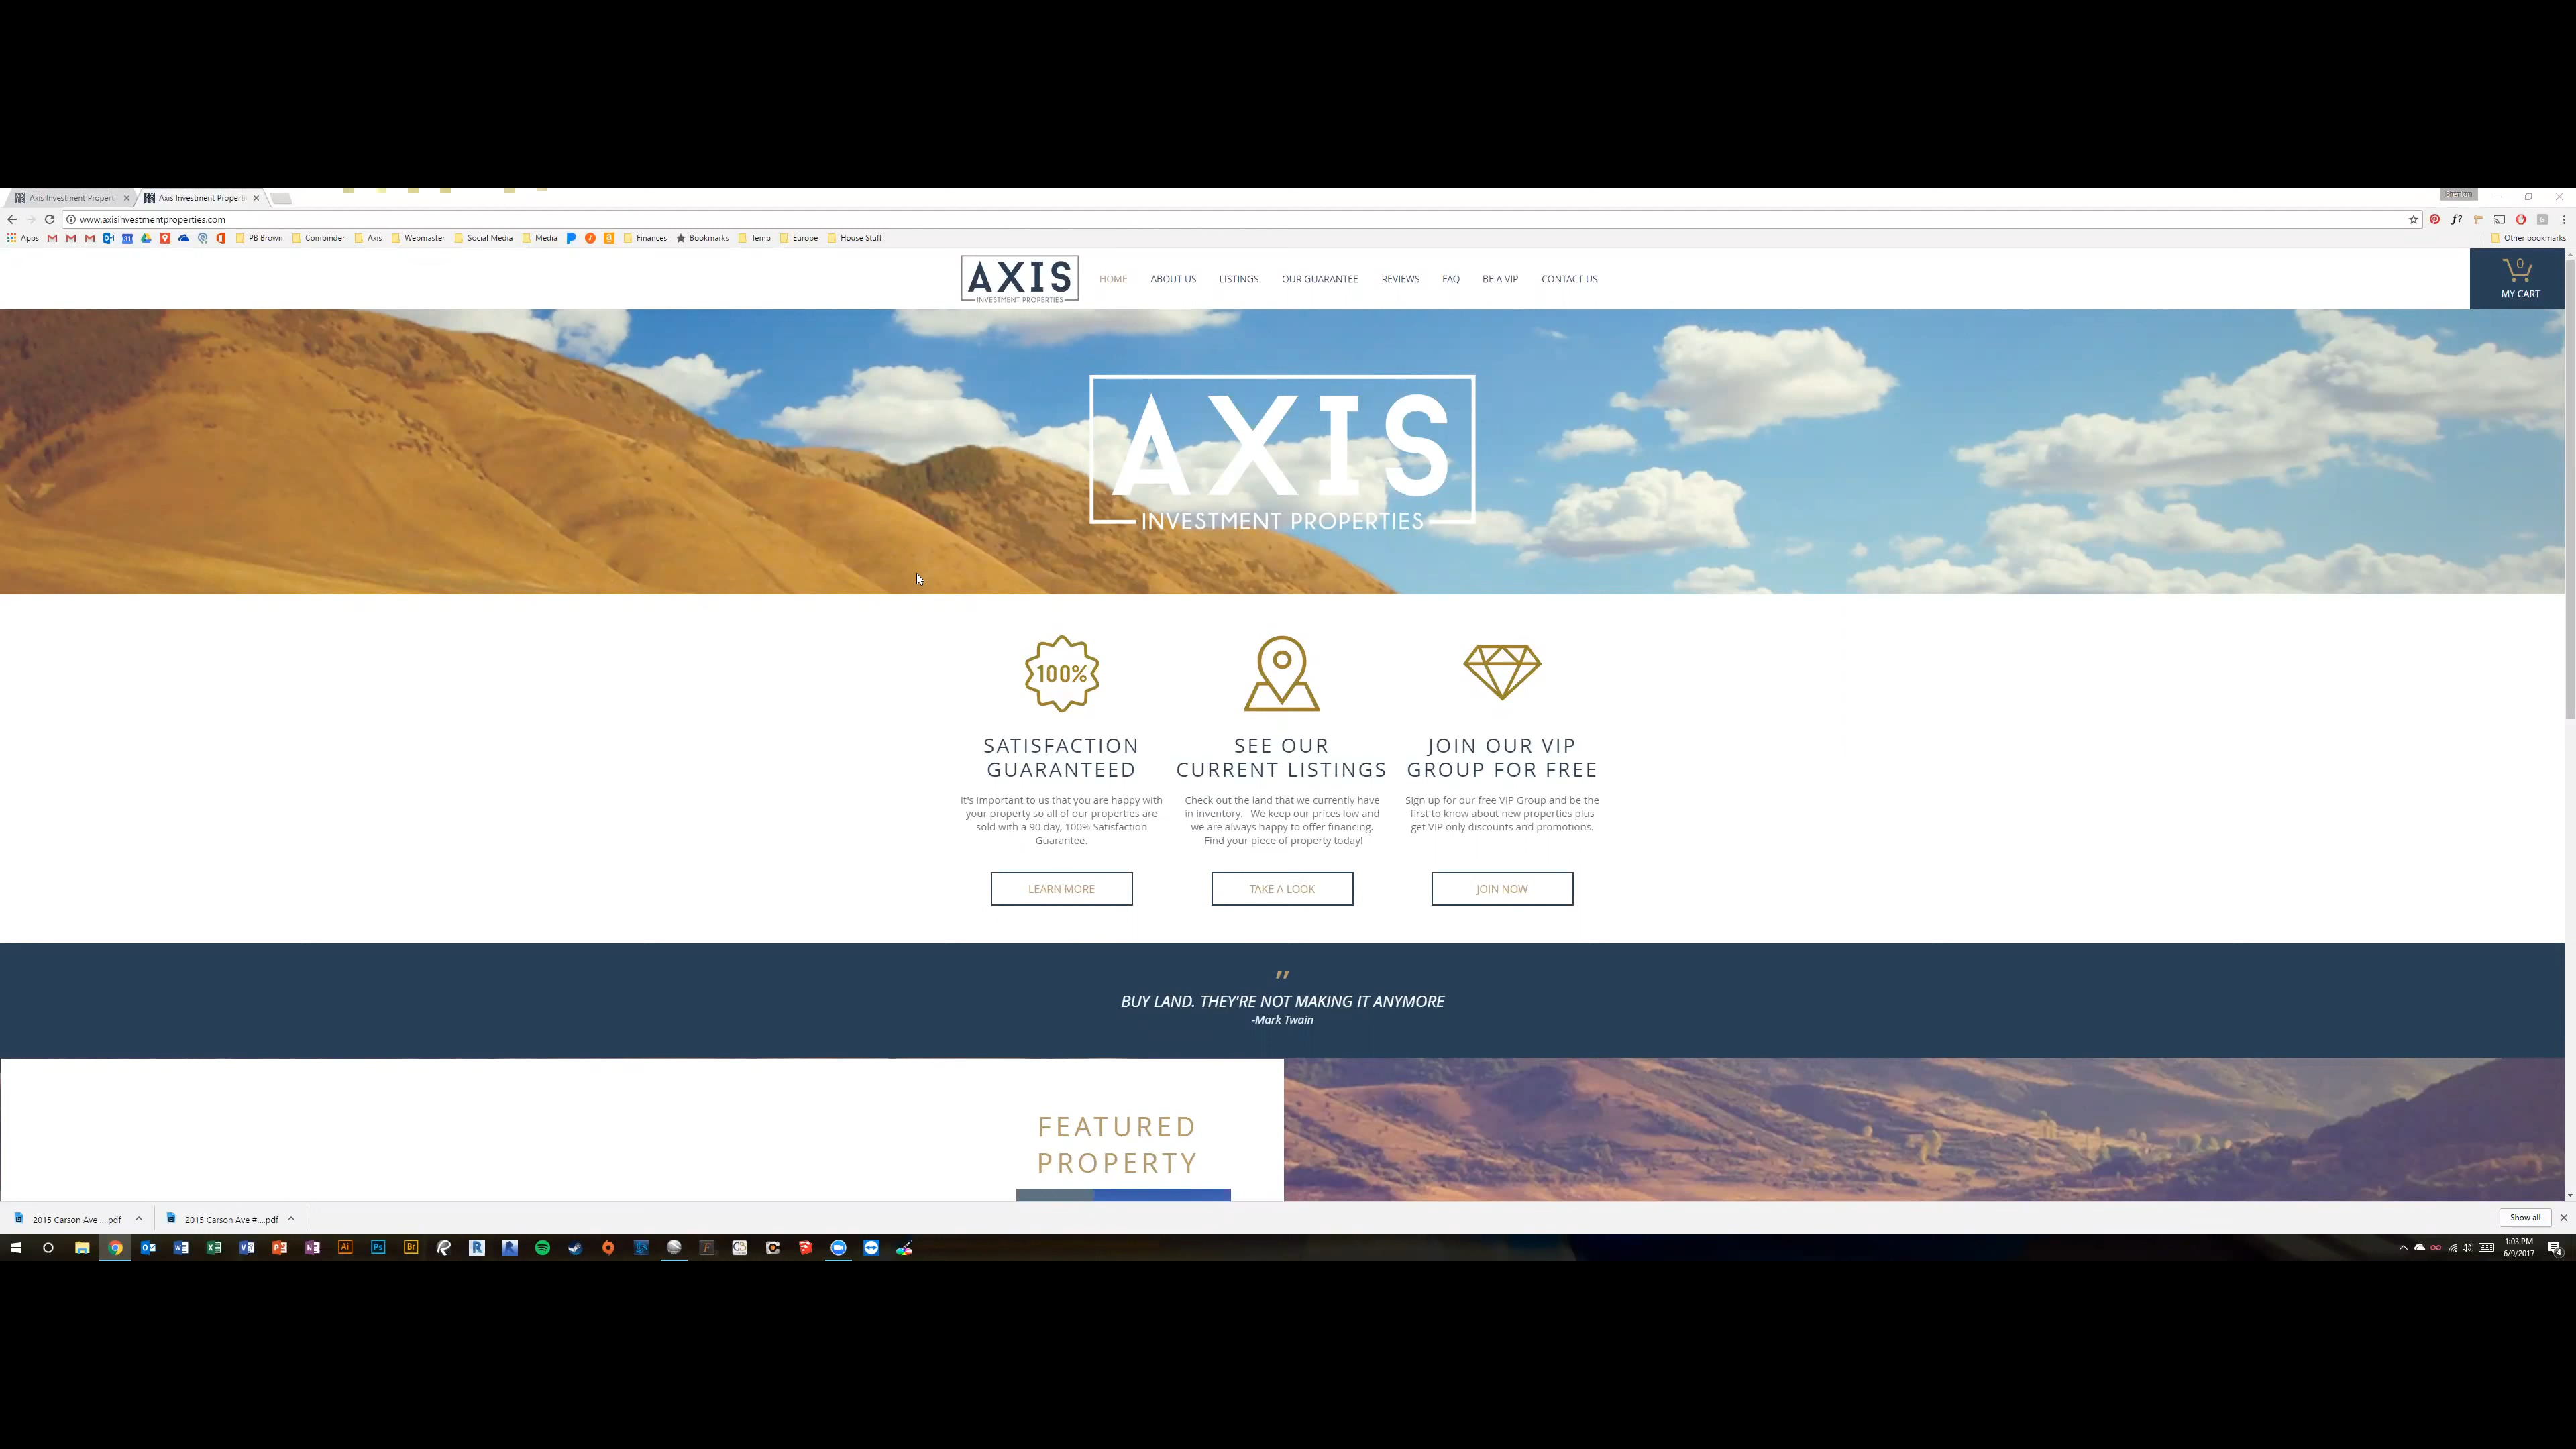 Axis Investment Propert
Axis Investment Propert
Brenton
www.axisinvestmentproperties.com
Apps
PB Brown
Combinder
Axis
Webmaster
Social Media
Media
Finances
Bookmarks
Temp
Europe
House Stuff
Other bookmarks
AXIS
INVESTMENT PROPERTIES
HOME
ABOUT US
LISTINGS
OUR GUARANTEE
REVIEWS
FAQ
BE A VIP
CONTACT US
0
MY CART
AXIS
INVESTMENT PROPERTIES
100%
SATISFACTION
GUARANTEED
It's important to us that you are happy with
your property so all of our properties are
sold with a 90 day, 100% Satisfaction
Guarantee.
LEARN MORE
SEE OUR
CURRENT LISTINGS
Check out the land that we currently have
in inventory. We keep our prices low and
we are always happy to offer financing.
Find your piece of property today!
TAKE A LOOK
JOIN OUR VIP
GROUP FOR FREE
Sign up for our free VIP Group and be the
first to know about new properties plus
get VIP only discounts and promotions.
JOIN NOW
"
BUY LAND. THEY'RE NOT MAKING IT ANYMORE
-Mark Twain
FEATURED
PROPERTY
2015 Carson Ave ....pdf
2015 Carson Ave #....pdf
Show all
1:03 PM
6/9/2017